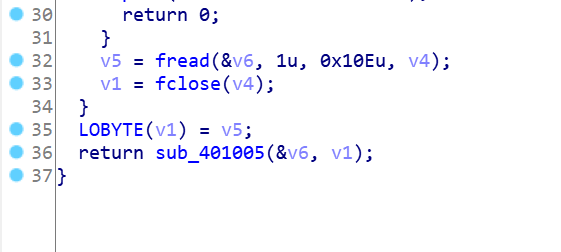 30 return 0;
31 }
32 v5 = fread(&v6, 1u, 0x10Eu, v4);
33 v1 = fclose(v4);
34 }
35 LOBYTE(v1) = v5;
36 return sub_401005(&v6, v1);
37 }